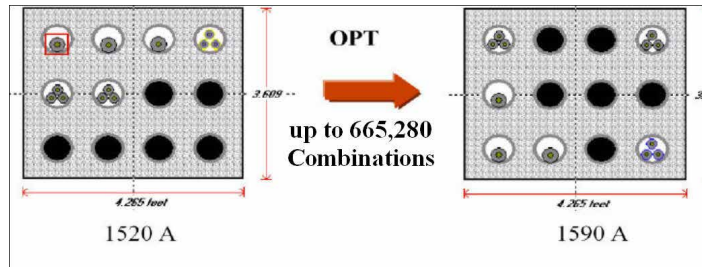 OPT
3.609
up to 665,280
Combinations
4.265 feet
4.265 feet
1520 A
1590 A